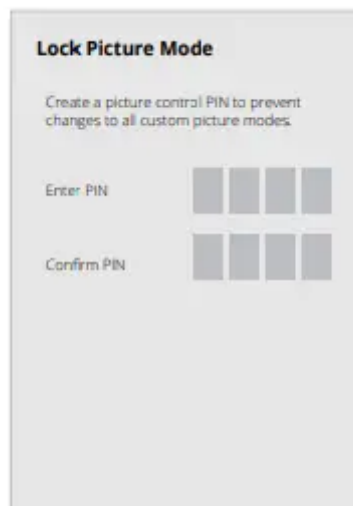 Lock Picture Mode
Create a picture control PIN to prevent
changes to all custom picture modes.
Enter PIN
Confirm PIN